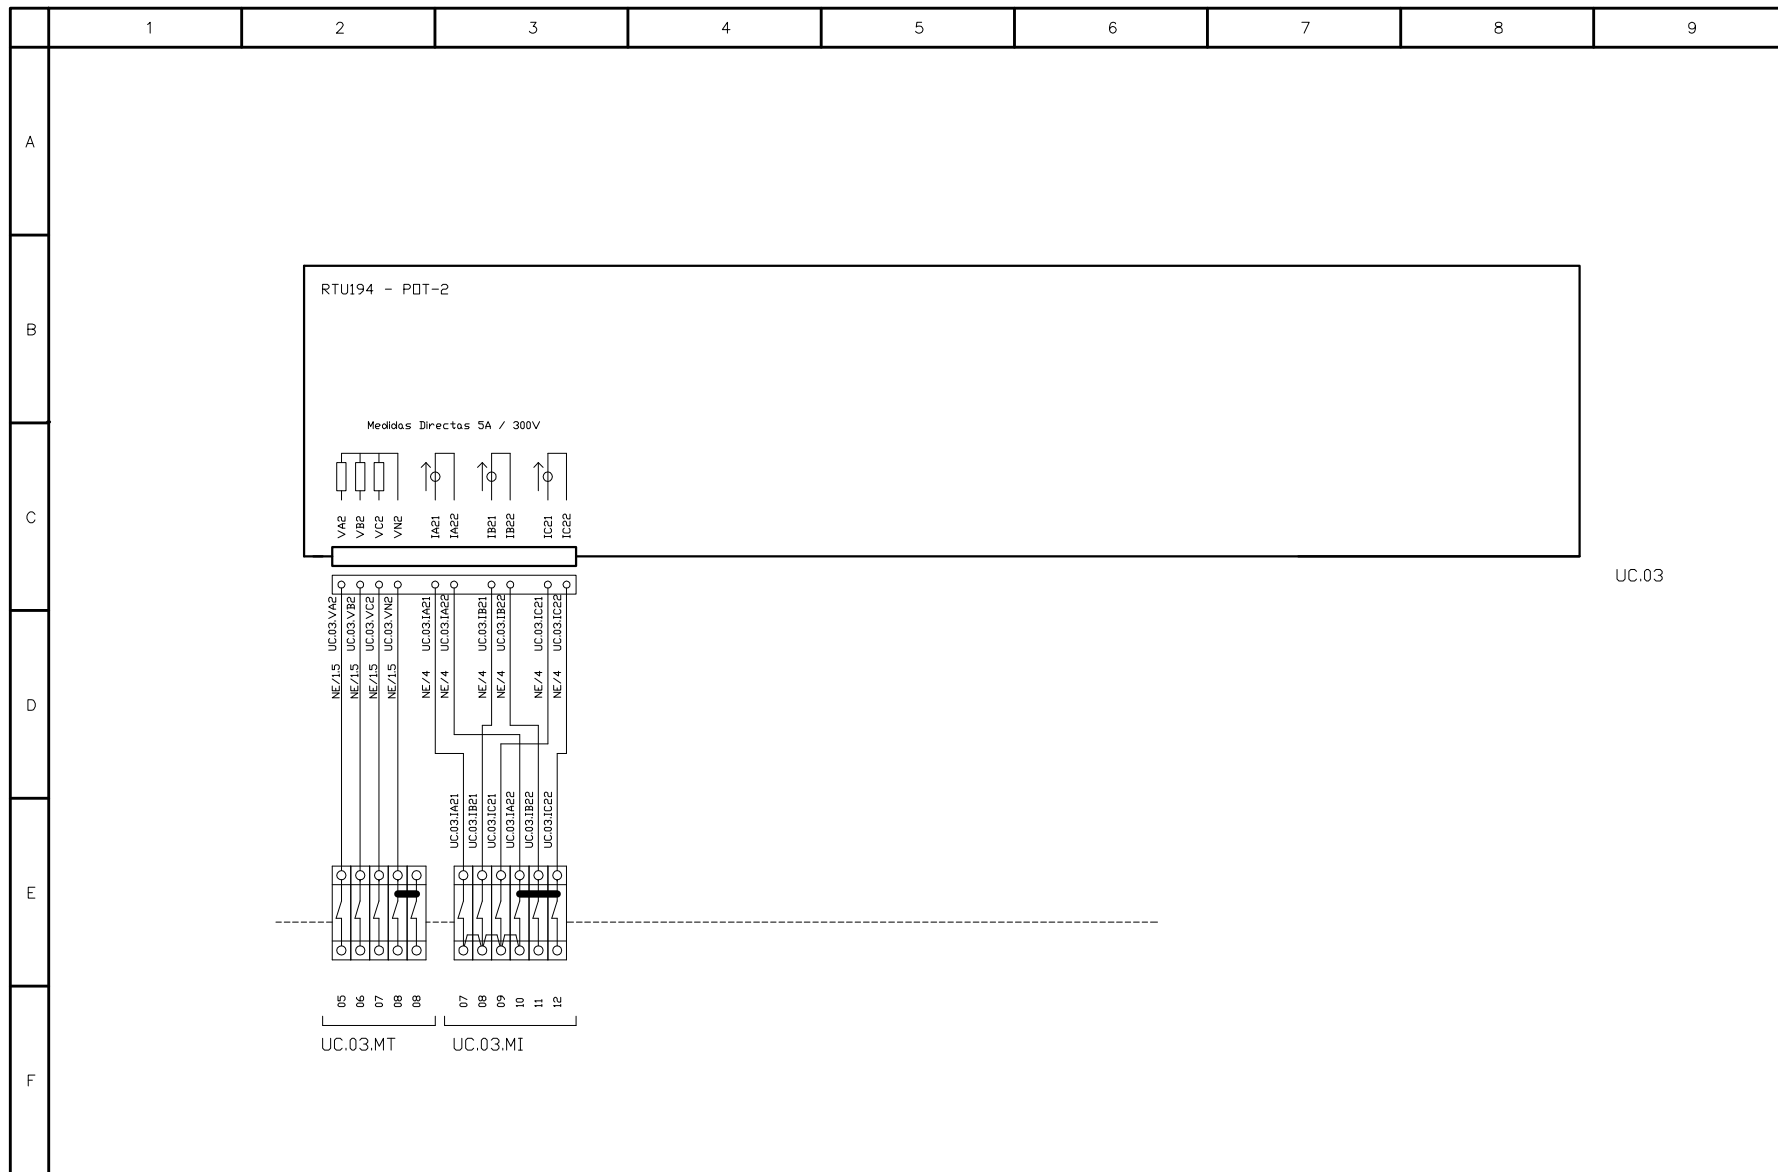 1 2 3 4 5 6 7 8 9
A
B
RTU194 - POT-2
Medidas Directas 5A / 300V
C
VA2 VB2 VC2 VN2 IA21 IA22 IB21 IB22 IC21 IC22
UC.03
UC.03.VA2 UC.03.VB2 UC.03.VC2 UC.03.VN2 UC.03.IA21 UC.03.IA22 UC.03.IB21 UC.03.IB22 UC.03.IC21 UC.03.IC22
NE/1.5 NE/1.5 NE/1.5 NE/1.5 NE/4 NE/4 NE/4 NE/4 NE/4 NE/4
D
UC.03.IA21 UC.03.IB21 UC.03.IC21 UC.03.IA22 UC.03.IB22 UC.03.IC22
E
05 06 07 08 08 07 08 09 10 11 12
UC.03.MT UC.03.MI
F